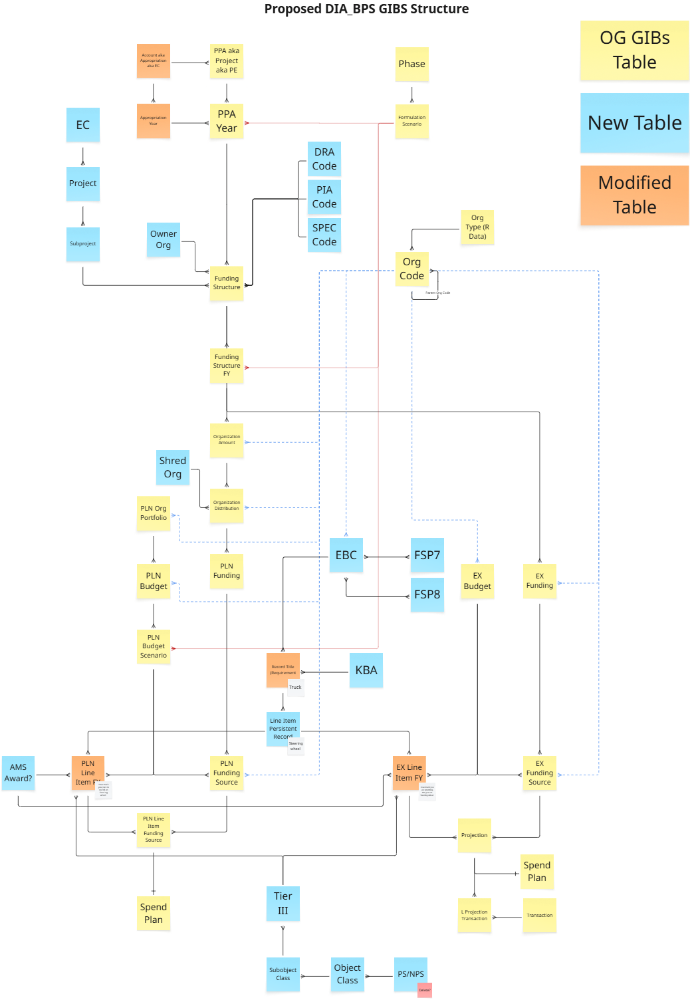 Proposed DIA_BPS GIBS Structure
OG GIBs
Table
New Table
Modified
Table
Account aka
Appropriation
aka EC
PPA aka
Project
aka PE
Phase
Appropriation
Year
PPA
Year
Formulation
Scenario
EC
Project
Subproject
DRA
Code
PIA
Code
SPEC
Code
Owner
Org
Org
Type (R
Data)
Org
Code
Parent Org Code
Funding
Structure
Funding
Structure
FY
Organization
Amount
Shred
Org
Organization
Distribution
PLN Org
Portfolio
PLN
Budget
PLN
Funding
EBC
FSP7
FSP8
EX
Budget
EX
Funding
PLN
Budget
Scenario
Record Title
(Requirement
Truck
KBA
Line Item
Persistent
Record
Steering
wheel
AMS
Award?
PLN
Line
Item FY
PLN
Funding
Source
EX Line
Item FY
EX
Funding
Source
PLN Line
Item
Funding
Source
Projection
Spend
Plan
Spend
Plan
Tier
III
L Projection
Transaction
Transaction
Subobject
Class
Object
Class
PS/NPS
Delete?